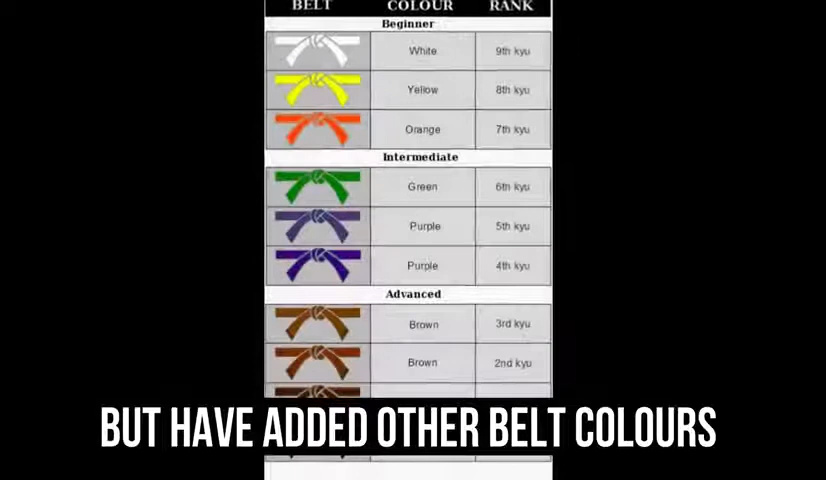 BELT COLOUR RANK
Beginner
White 9th kyu
Yellow 8th kyu
Orange 7th kyu
Intermediate
Green 6th kyu
Purple 5th kyu
Purple 4th kyu
Advanced
Brown 3rd kyu
Brown 2nd kyu
BUT HAVE ADDED OTHER BELT COLOURS